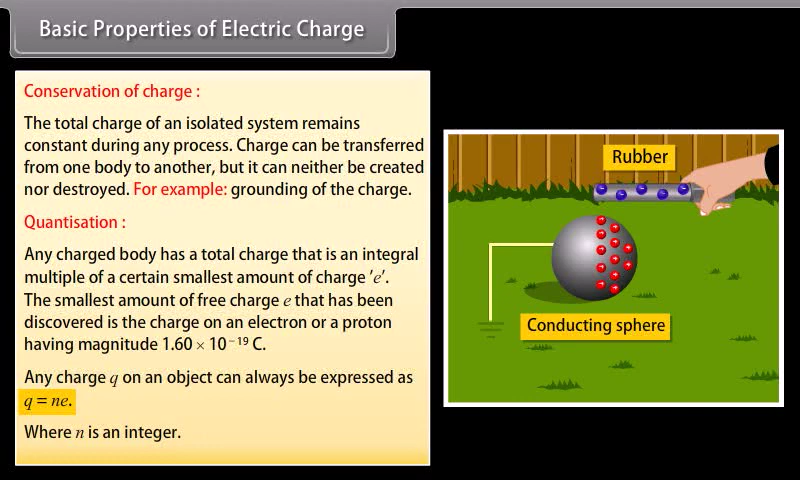 Basic Properties of Electric Charge
Conservation of charge :
The total charge of an isolated system remains
constant during any process. Charge can be transferred
from one body to another, but it can neither be created
nor destroyed. For example: grounding of the charge.
Quantisation :
Any charged body has a total charge that is an integral
multiple of a certain smallest amount of charge 'e'.
The smallest amount of free charge e that has been
discovered is the charge on an electron or a proton
having magnitude 1.60 × 10⁻¹⁹ C.
Any charge q on an object can always be expressed as
q = ne.
Where n is an integer.
Rubber
Conducting sphere